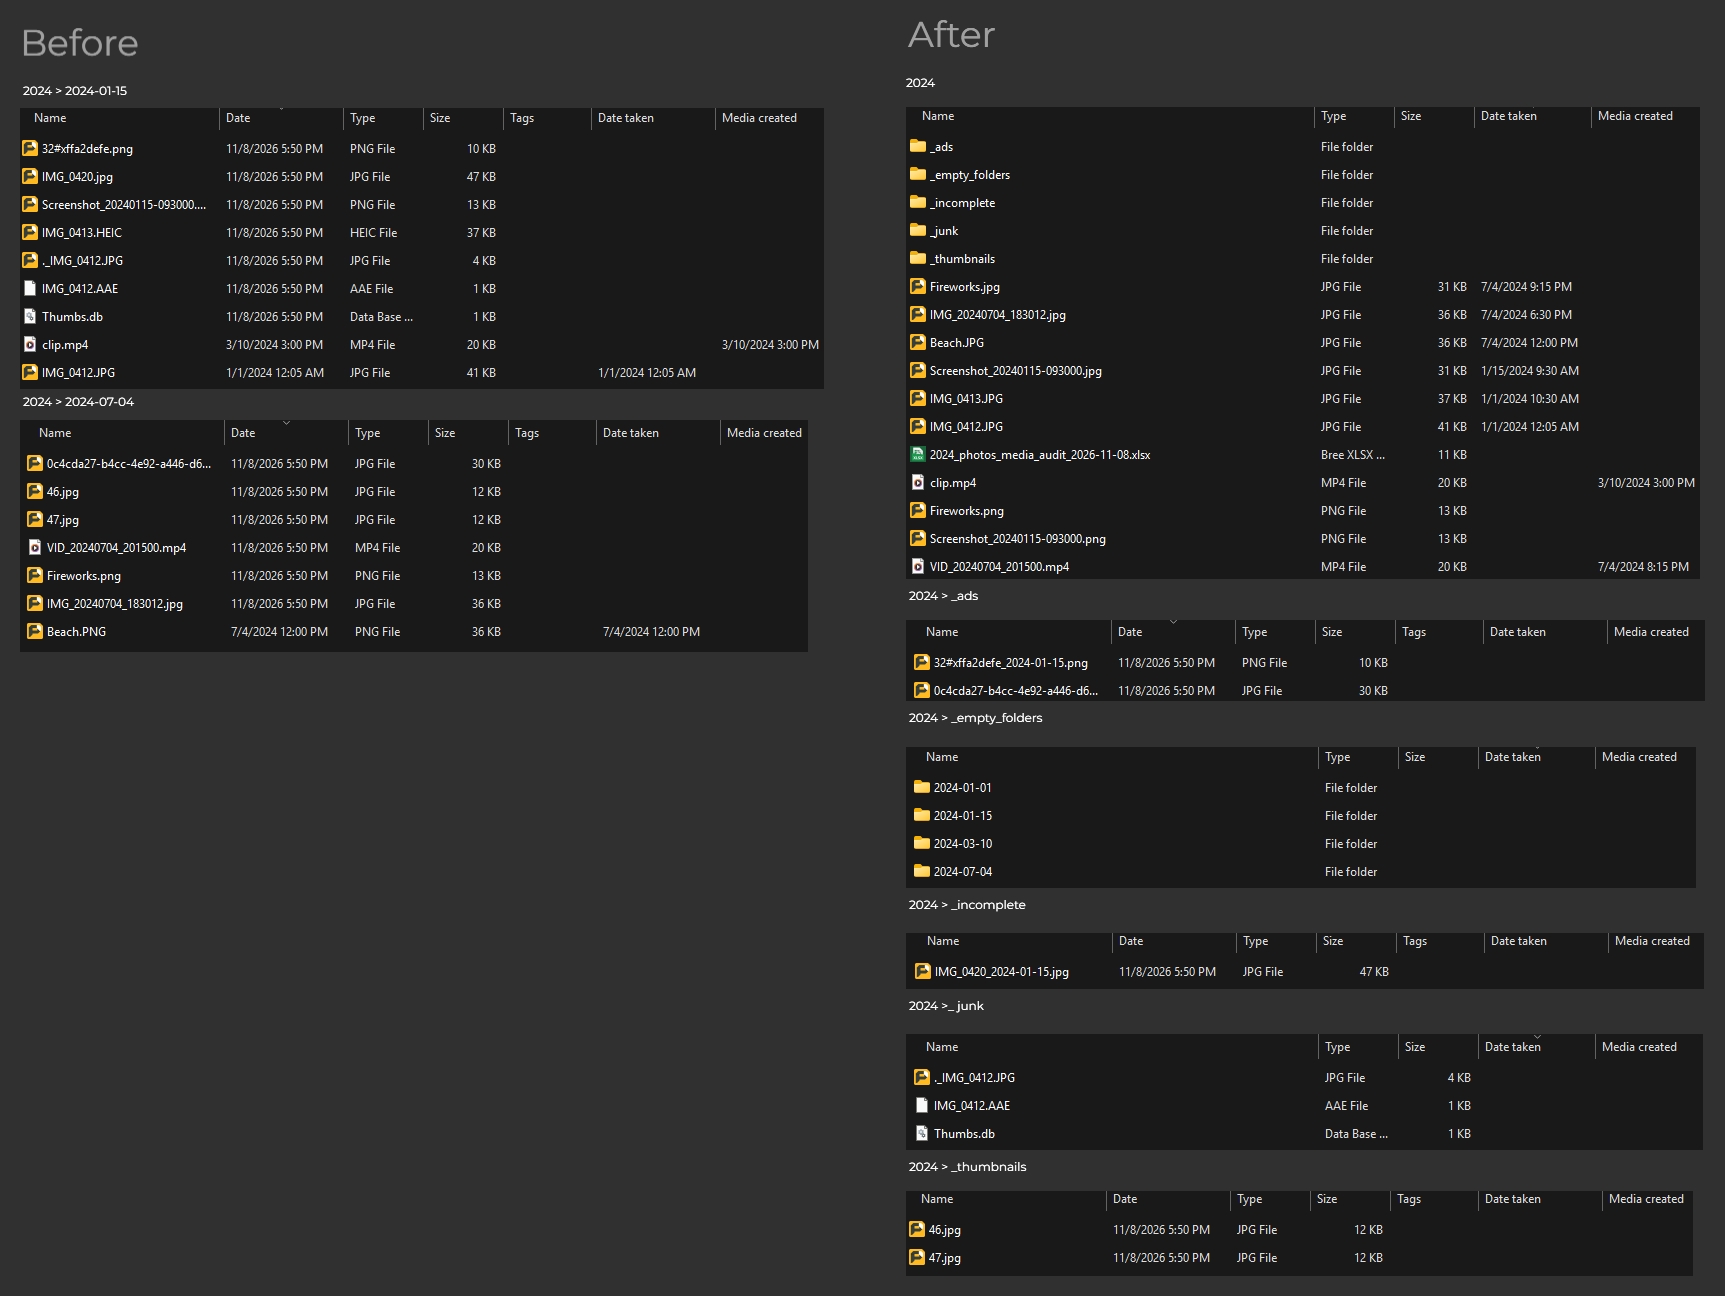 Before
2024 > 2024-01-15
Name Date Type Size Tags Date taken Media created
32#xffa2defe.png 11/8/2026 5:50 PM PNG File 10 KB
IMG_0420.jpg 11/8/2026 5:50 PM JPG File 47 KB
Screenshot_20240115-093000.... 11/8/2026 5:50 PM PNG File 13 KB
IMG_0413.HEIC 11/8/2026 5:50 PM HEIC File 37 KB
._IMG_0412.JPG 11/8/2026 5:50 PM JPG File 4 KB
IMG_0412.AAE 11/8/2026 5:50 PM AAE File 1 KB
Thumbs.db 11/8/2026 5:50 PM Data Base ... 1 KB
clip.mp4 3/10/2024 3:00 PM MP4 File 20 KB 3/10/2024 3:00 PM
IMG_0412.JPG 1/1/2024 12:05 AM JPG File 41 KB 1/1/2024 12:05 AM
2024 > 2024-07-04
Name Date Type Size Tags Date taken Media created
0c4cda27-b4cc-4e92-a446-d6... 11/8/2026 5:50 PM JPG File 30 KB
46.jpg 11/8/2026 5:50 PM JPG File 12 KB
47.jpg 11/8/2026 5:50 PM JPG File 12 KB
VID_20240704_201500.mp4 11/8/2026 5:50 PM MP4 File 20 KB
Fireworks.png 11/8/2026 5:50 PM PNG File 13 KB
IMG_20240704_183012.jpg 11/8/2026 5:50 PM JPG File 36 KB
Beach.PNG 7/4/2024 12:00 PM PNG File 36 KB 7/4/2024 12:00 PM
After
2024
Name Type Size Date taken Media created
_ads File folder
_empty_folders File folder
_incomplete File folder
_junk File folder
_thumbnails File folder
Fireworks.jpg JPG File 31 KB 7/4/2024 9:15 PM
IMG_20240704_183012.jpg JPG File 36 KB 7/4/2024 6:30 PM
Beach.JPG JPG File 36 KB 7/4/2024 12:00 PM
Screenshot_20240115-093000.jpg JPG File 31 KB 1/15/2024 9:30 AM
IMG_0413.JPG JPG File 37 KB 1/1/2024 10:30 AM
IMG_0412.JPG JPG File 41 KB 1/1/2024 12:05 AM
2024_photos_media_audit_2026-11-08.xlsx Bree XLSX ... 11 KB
clip.mp4 MP4 File 20 KB 3/10/2024 3:00 PM
Fireworks.png PNG File 13 KB
Screenshot_20240115-093000.png PNG File 13 KB
VID_20240704_201500.mp4 MP4 File 20 KB 7/4/2024 8:15 PM
2024 > _ads
Name Date Type Size Tags Date taken Media created
32#xffa2defe_2024-01-15.png 11/8/2026 5:50 PM PNG File 10 KB
0c4cda27-b4cc-4e92-a446-d6... 11/8/2026 5:50 PM JPG File 30 KB
2024 > _empty_folders
Name Type Size Date taken Media created
2024-01-01 File folder
2024-01-15 File folder
2024-03-10 File folder
2024-07-04 File folder
2024 > _incomplete
Name Date Type Size Tags Date taken Media created
IMG_0420_2024-01-15.jpg 11/8/2026 5:50 PM JPG File 47 KB
2024 >_ junk
Name Type Size Date taken Media created
._IMG_0412.JPG JPG File 4 KB
IMG_0412.AAE AAE File 1 KB
Thumbs.db Data Base ... 1 KB
2024 > _thumbnails
Name Date Type Size Tags Date taken Media created
46.jpg 11/8/2026 5:50 PM JPG File 12 KB
47.jpg 11/8/2026 5:50 PM JPG File 12 KB